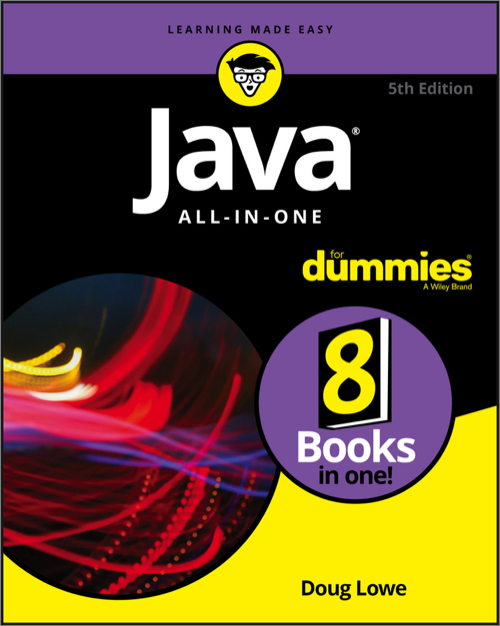 LEARNING MADE EASY
5th Edition
Java®
ALL-IN-ONE
for
dummies®
A Wiley Brand
8
Books
in one!
Doug Lowe